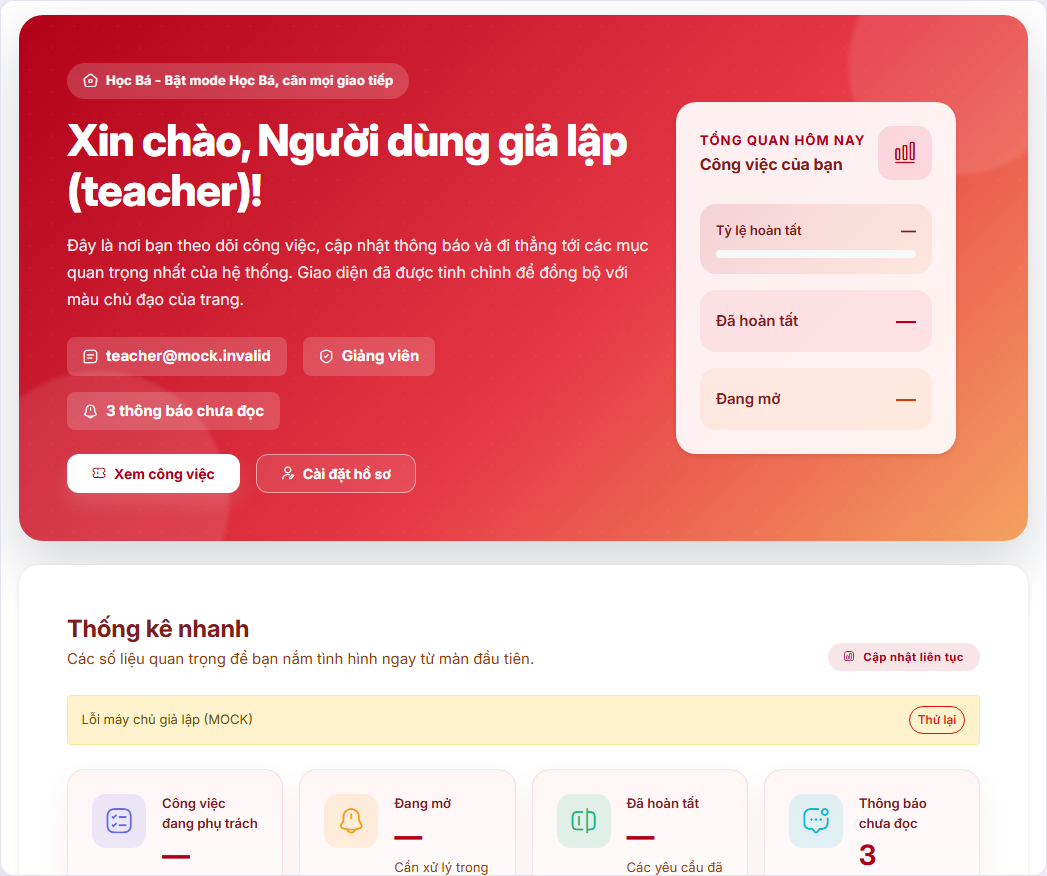 Học Bá - Bật mode Học Bá, cân mọi giao tiếp
Xin chào, Người dùng giả lập
(teacher)!
Đây là nơi bạn theo dõi công việc, cập nhật thông báo và đi thẳng tới các mục
quan trọng nhất của hệ thống. Giao diện đã được tinh chỉnh để đồng bộ với
màu chủ đạo của trang.
teacher@mock.invalid
Giảng viên
3 thông báo chưa đọc
Xem công việc
Cài đặt hồ sơ
TỔNG QUAN HÔM NAY
Công việc của bạn
Tỷ lệ hoàn tất —
Đã hoàn tất —
Đang mở —
Thống kê nhanh
Các số liệu quan trọng để bạn nắm tình hình ngay từ màn đầu tiên.
Cập nhật liên tục
Lỗi máy chủ giả lập (MOCK)
Thử lại
Công việc
đang phụ trách
—
Đang mở
—
Cần xử lý trong
Đã hoàn tất
—
Các yêu cầu đã
Thông báo
chưa đọc
3